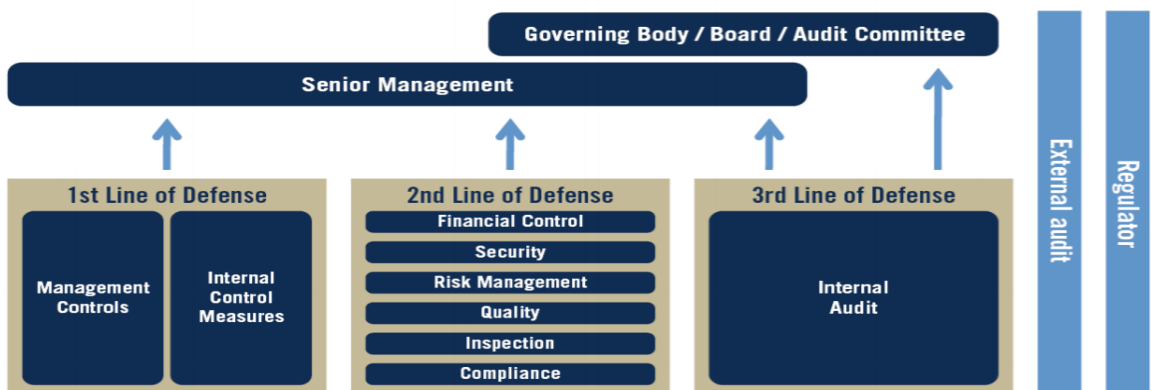 Governing Body / Board / Audit Committee
Senior Management
1st Line of Defense
Management
Controls
Internal
Control
Measures
2nd Line of Defense
Financial Control
Security
Risk Management
Quality
Inspection
Compliance
3rd Line of Defense
Internal
Audit
External audit
Regulator